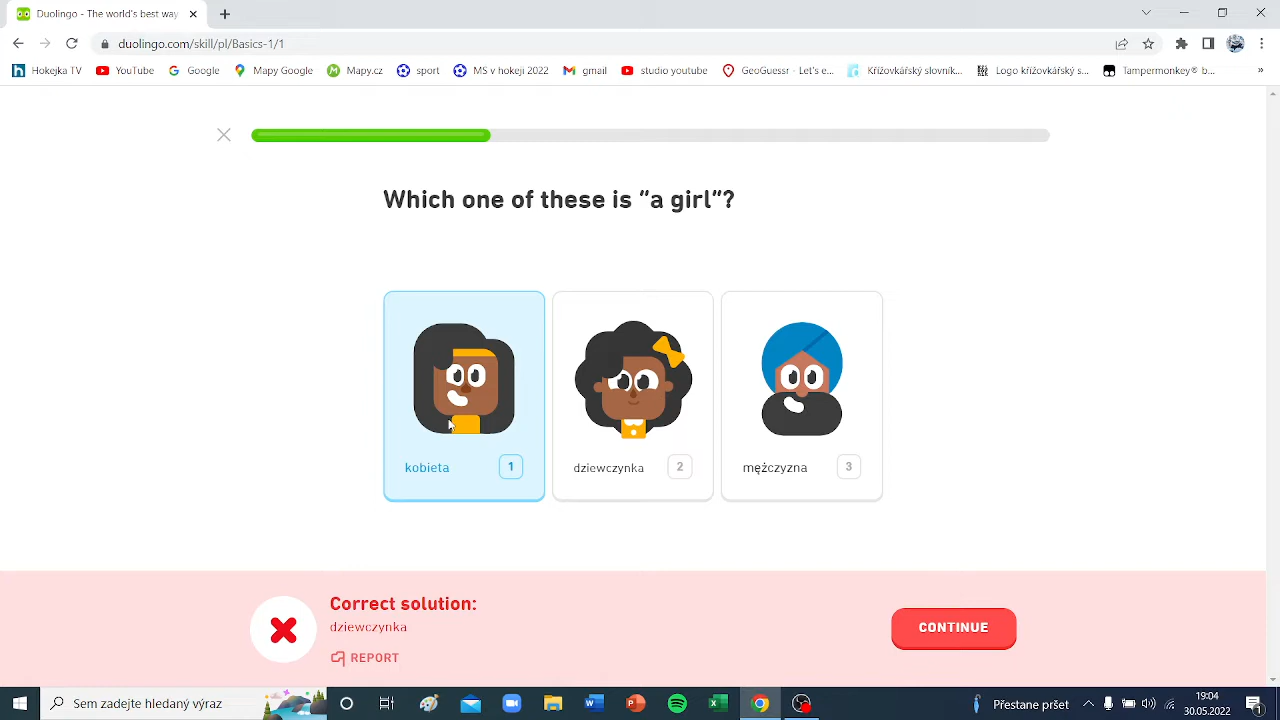 Duolingo - The world's best way
duolingo.com/skill/pl/Basics-1/1
Hokejka TV YouTube Google Mapy Google Mapy.cz sport MS v hokeji 2022 gmail studio youtube GeoGuessr - Let's e... Křížovkářský slovník... Logo křížovkářský s... Tampermonkey® b... »
Which one of these is "a girl"?
kobieta 1
dziewczynka 2
mężczyzna 3
Correct solution:
dziewczynka
REPORT
CONTINUE
Sem zadejte hledaný výraz
Přestane pršet
19:04
30.05.2022